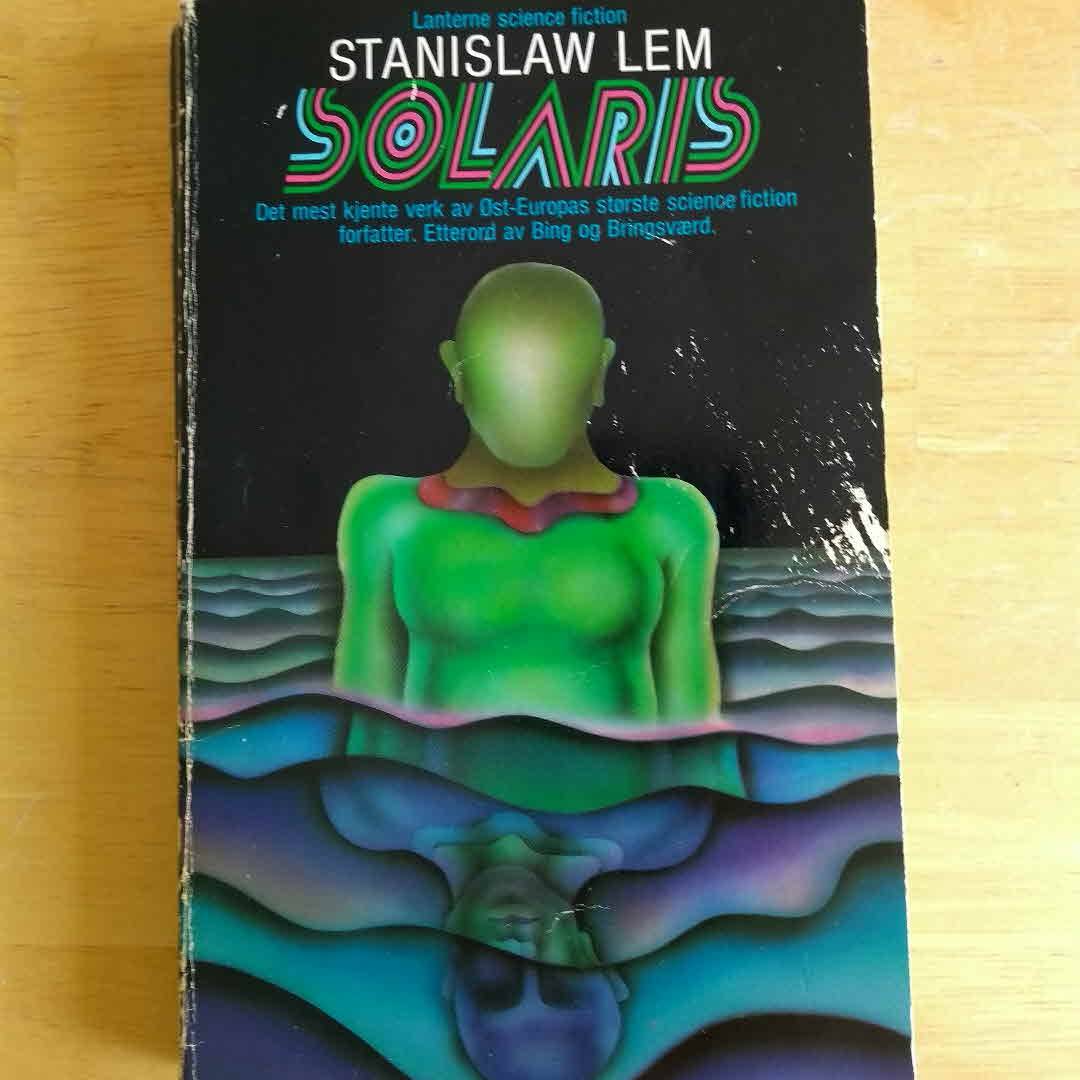 Lanterne science fiction
STANISLAW LEM
SOLARIS
Det mest kjente verk av Øst-Europas største science fiction
forfatter. Etterord av Bing og Bringsværd.